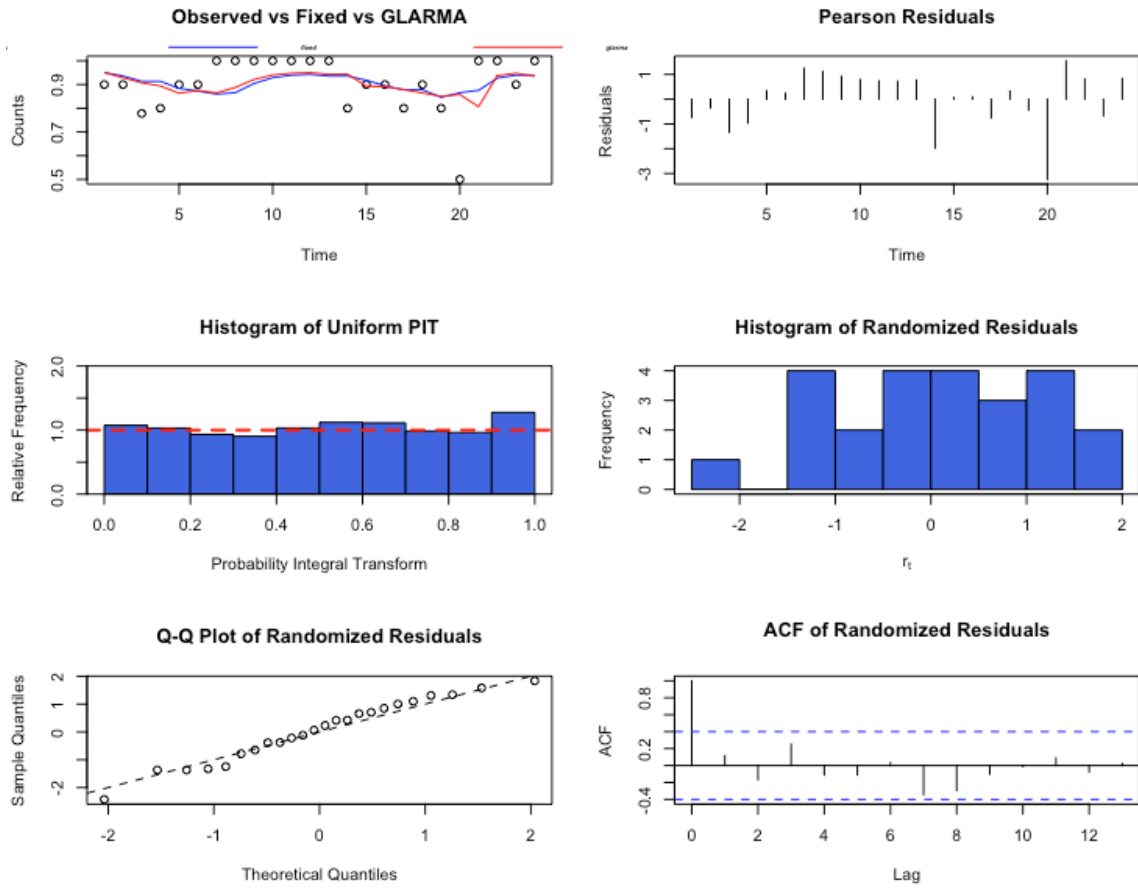 Observed vs Fixed vs GLARMA
fixed
glarma
Counts
0.9
0.7
0.5
5
10
15
20
Time
Pearson Residuals
Residuals
1
-1
-3
5
10
15
20
Time
Histogram of Uniform PIT
Relative Frequency
2.0
1.0
0.0
0.0
0.2
0.4
0.6
0.8
1.0
Probability Integral Transform
Histogram of Randomized Residuals
Frequency
4
3
2
1
0
-2
-1
0
1
2
rt
Q-Q Plot of Randomized Residuals
Sample Quantiles
2
1
0
-2
-2
-1
0
1
2
Theoretical Quantiles
ACF of Randomized Residuals
ACF
0.8
0.2
-0.4
0
2
4
6
8
10
12
Lag